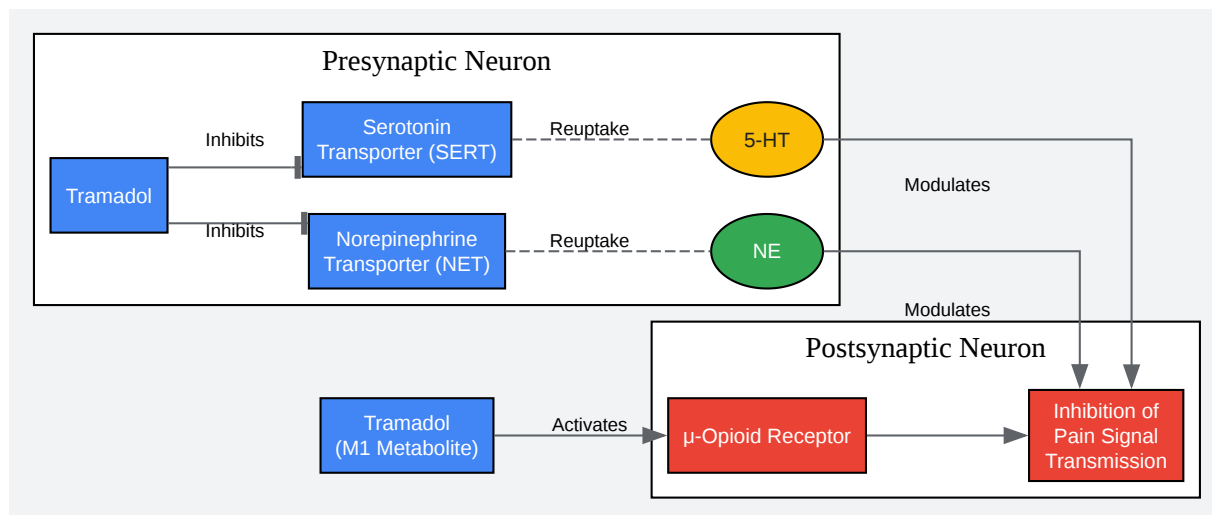 Presynaptic Neuron
Inhibits
Serotonin
Transporter (SERT)
Reuptake
5-HT
Tramadol
Modulates
Inhibits
Norepinephrine
Transporter (NET)
Reuptake
NE
Modulates
Postsynaptic Neuron
Tramadol
(M1 Metabolite)
Activates
μ-Opioid Receptor
Inhibition of
Pain Signal
Transmission